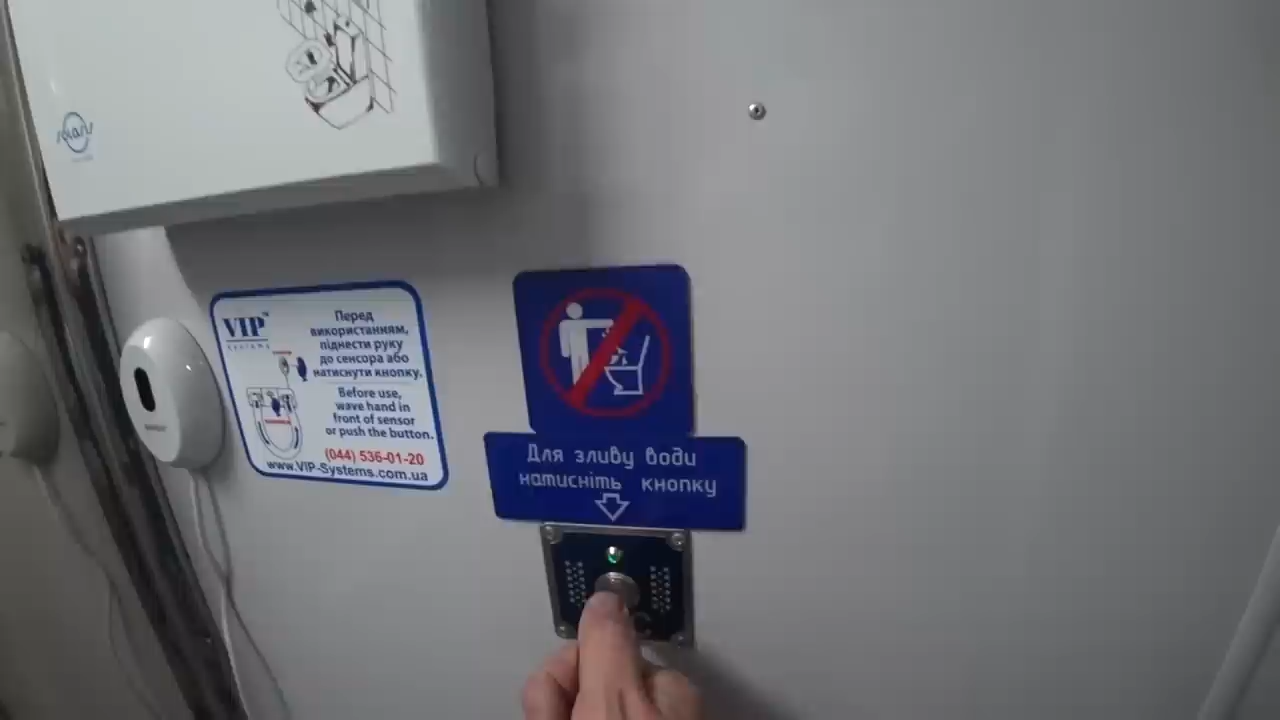 VIP
Systems
Перед
використанням,
піднести руку
до сенсора або
натиснути кнопку.
Before use,
wave hand in
front of sensor
or push the button.
(044) 536-01-20
www.VIP-Systems.com.ua
Для зливу води
натисніть кнопку